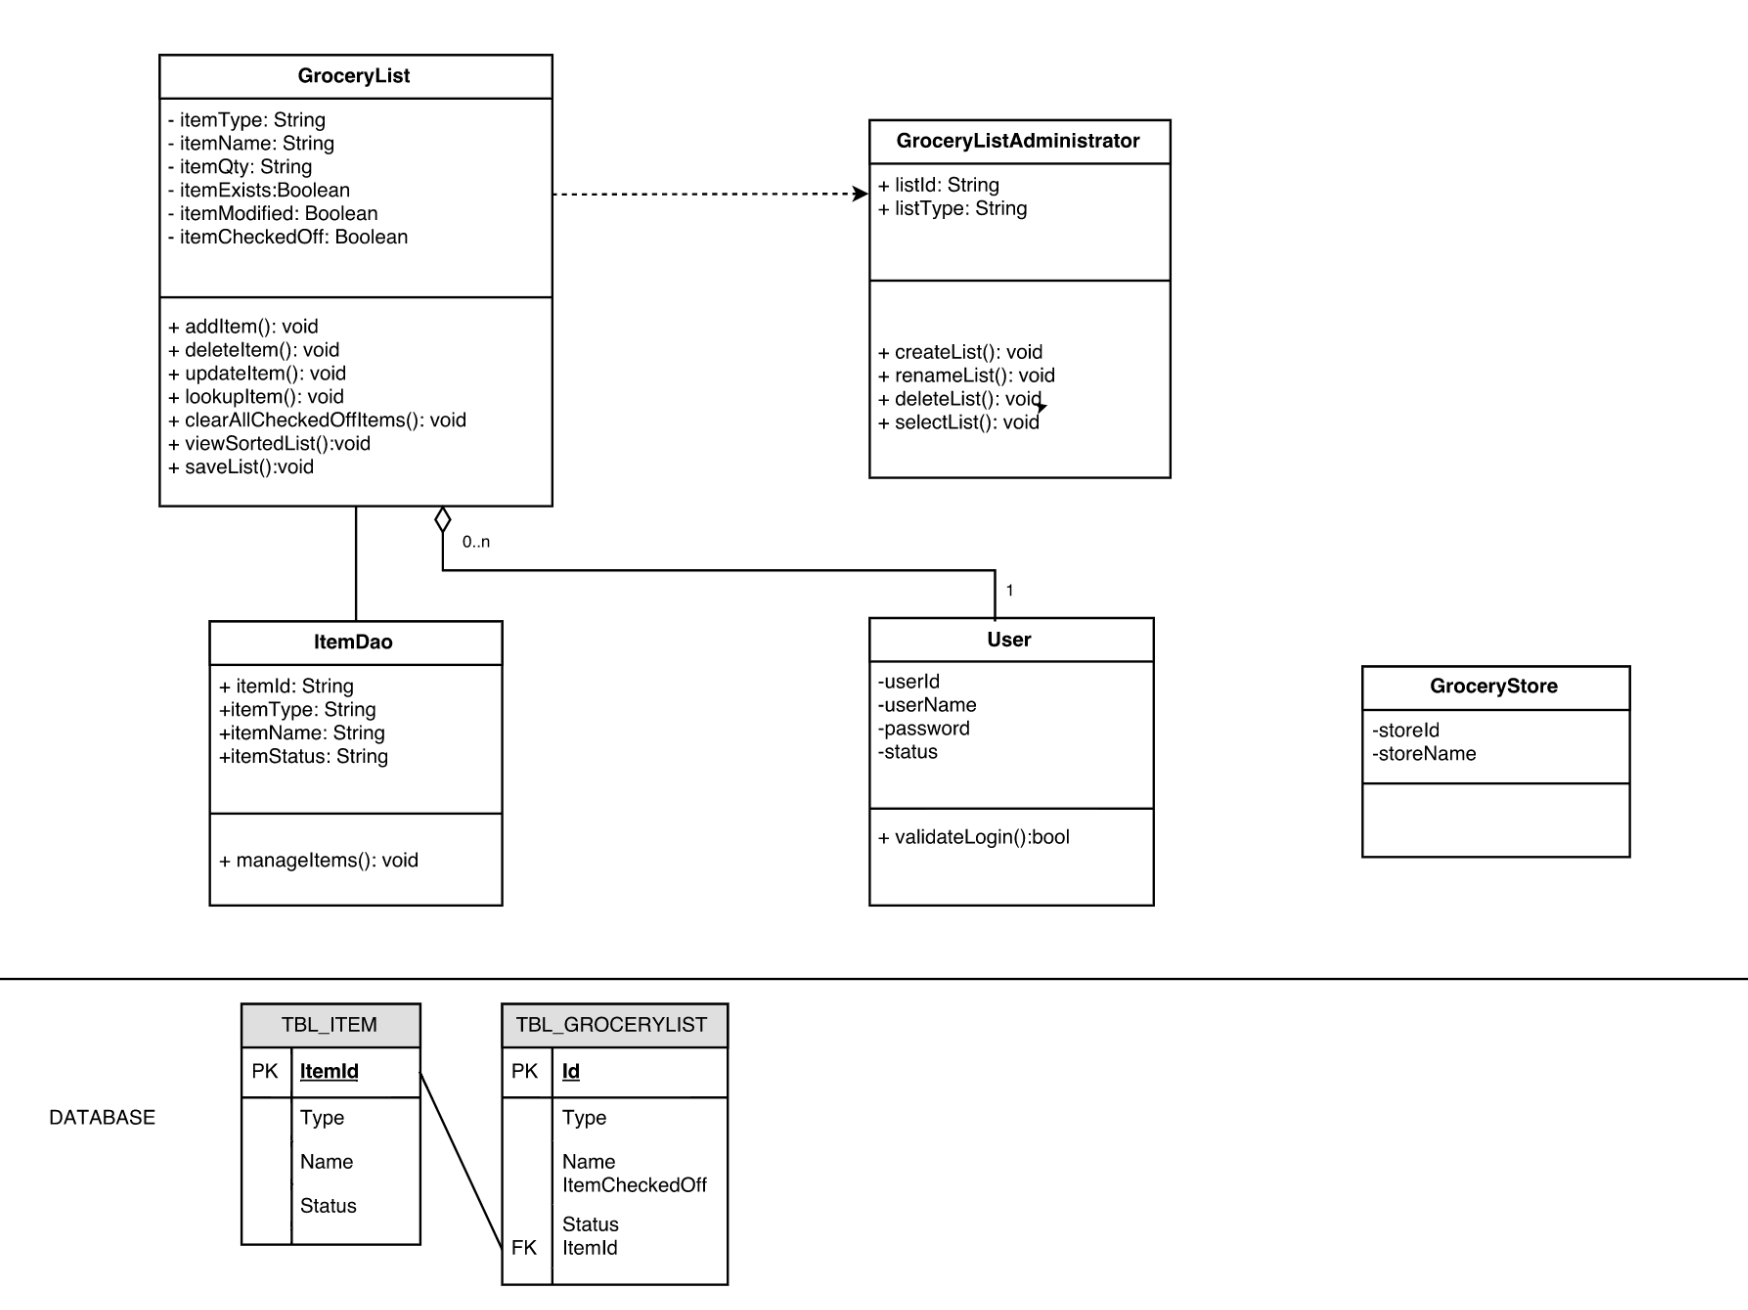 GroceryList
- itemType: String
- itemName: String
- itemQty: String
- itemExists:Boolean
- itemModified: Boolean
- itemCheckedOff: Boolean
+ addItem(): void
+ deleteItem(): void
+ updateItem(): void
+ lookupItem(): void
+ clearAllCheckedOffItems(): void
+ viewSortedList():void
+ saveList():void
GroceryListAdministrator
+ listId: String
+ listType: String
+ createList(): void
+ renameList(): void
+ deleteList(): void
+ selectList(): void
0..n
1
ItemDao
+ itemId: String
+itemType: String
+itemName: String
+itemStatus: String
+ manageItems(): void
User
-userId
-userName
-password
-status
+ validateLogin():bool
GroceryStore
-storeId
-storeName
DATABASE
TBL_ITEM
PK ItemId
Type
Name
Status
TBL_GROCERYLIST
PK Id
Type
Name
ItemCheckedOff
Status
FK ItemId